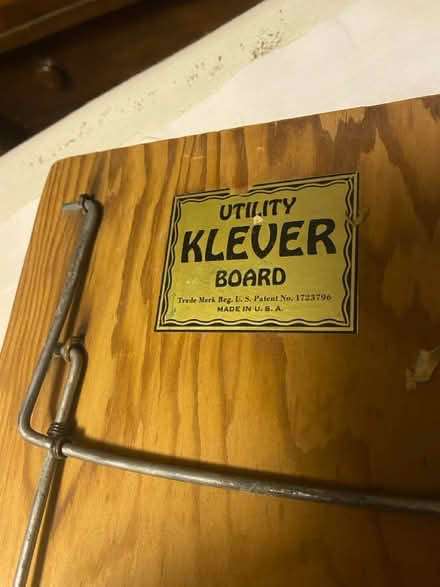 UTILITY
KLEVER
BOARD
Trade Mark Reg. U. S. Patent No. 1723796
MADE IN U. S. A.